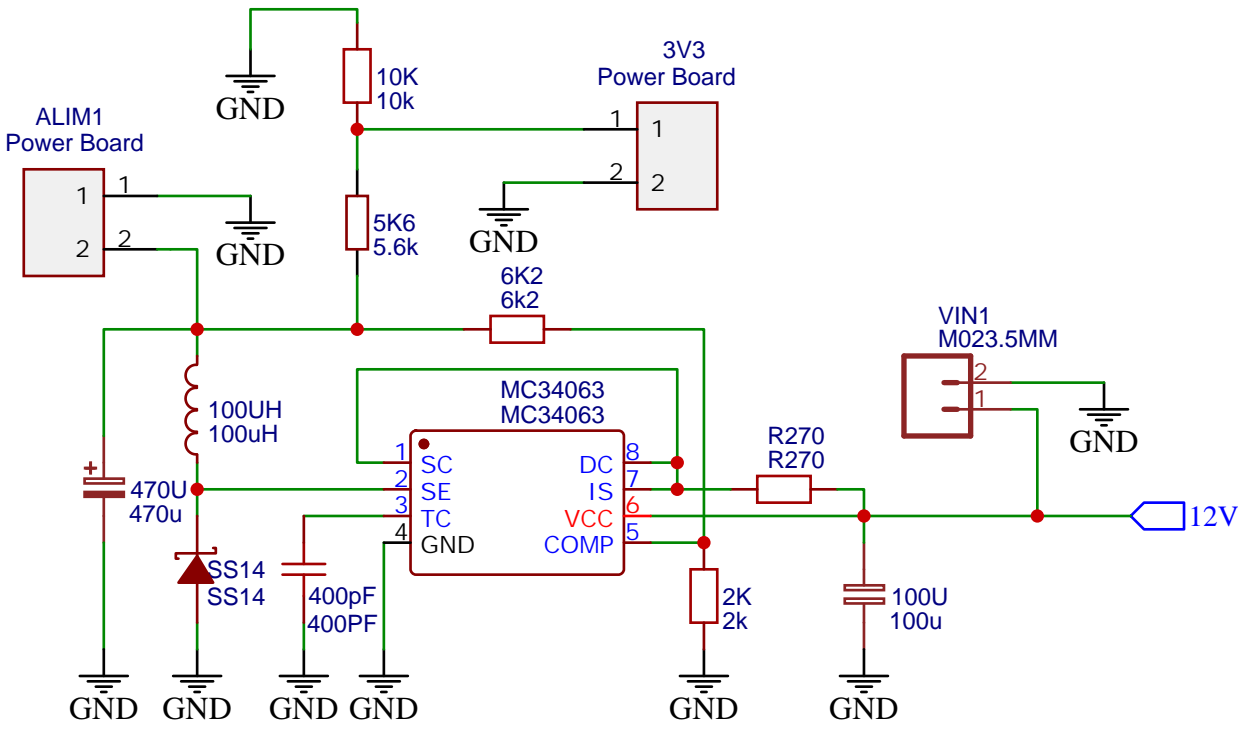 GND
10K
10k
3V3
Power Board
1
1
2
2
GND
ALIM1
Power Board
1
1
2
2
GND
5K6
5.6k
6K2
6k2
VIN1
M023.5MM
2
1
GND
MC34063
MC34063
1
SC
2
SE
3
TC
4
GND
8
DC
7
IS
6
VCC
5
COMP
R270
R270
12V
100UH
100uH
+
470U
470u
SS14
SS14
400pF
400PF
2K
2k
100U
100u
GND
GND
GND
GND
GND
GND